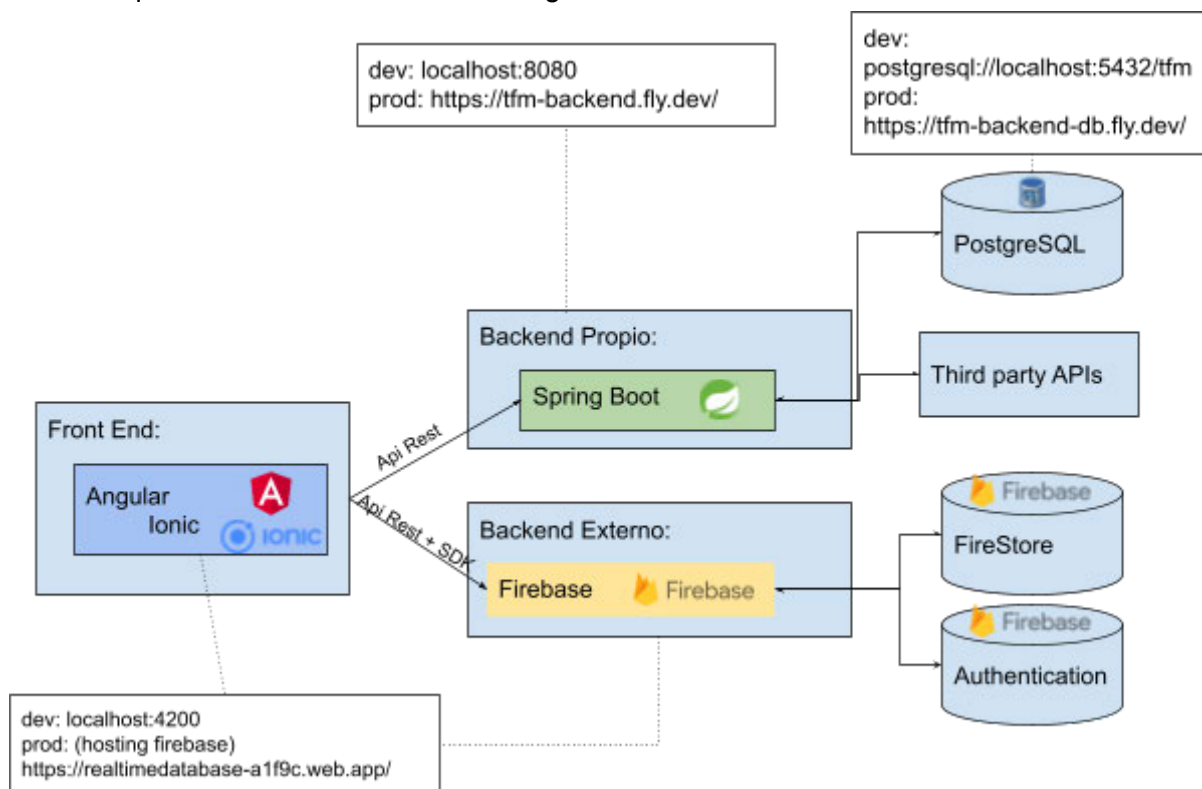 dev: localhost:8080
prod: https://tfm-backend.fly.dev/
dev:
postgresql://localhost:5432/tfm
prod:
https://tfm-backend-db.fly.dev/
PostgreSQL
Backend Propio:
Spring Boot
Third party APIs
Front End:
Angular
Ionic
IONIC
Api Rest
Api Rest + SDK
Backend Externo:
Firebase
Firebase
Firebase
FireStore
Firebase
Authentication
dev: localhost:4200
prod: (hosting firebase)
https://realtimedatabase-a1f9c.web.app/